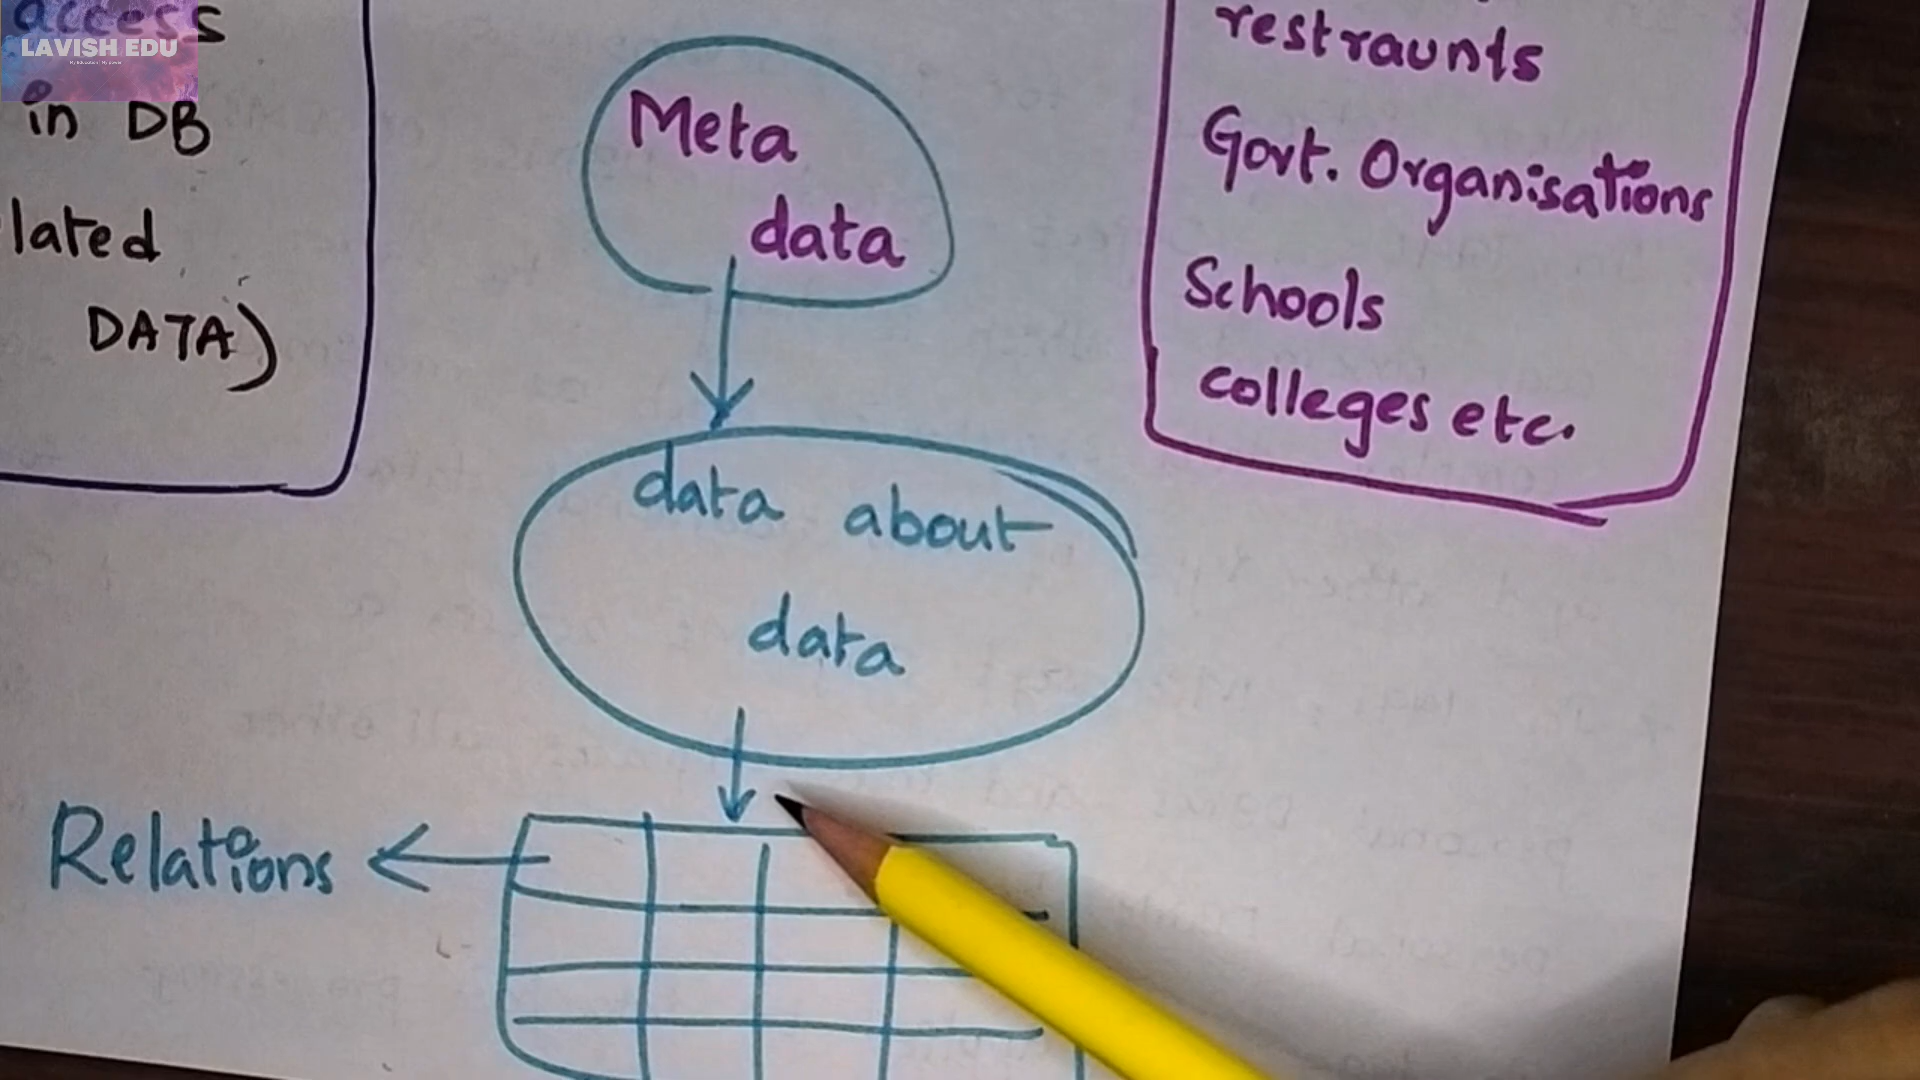 access
LAVISH EDU
in DB
lated
DATA)
Meta
data
data about
data
Relations
restraunts
Govt. Organisations
Schools
colleges etc.